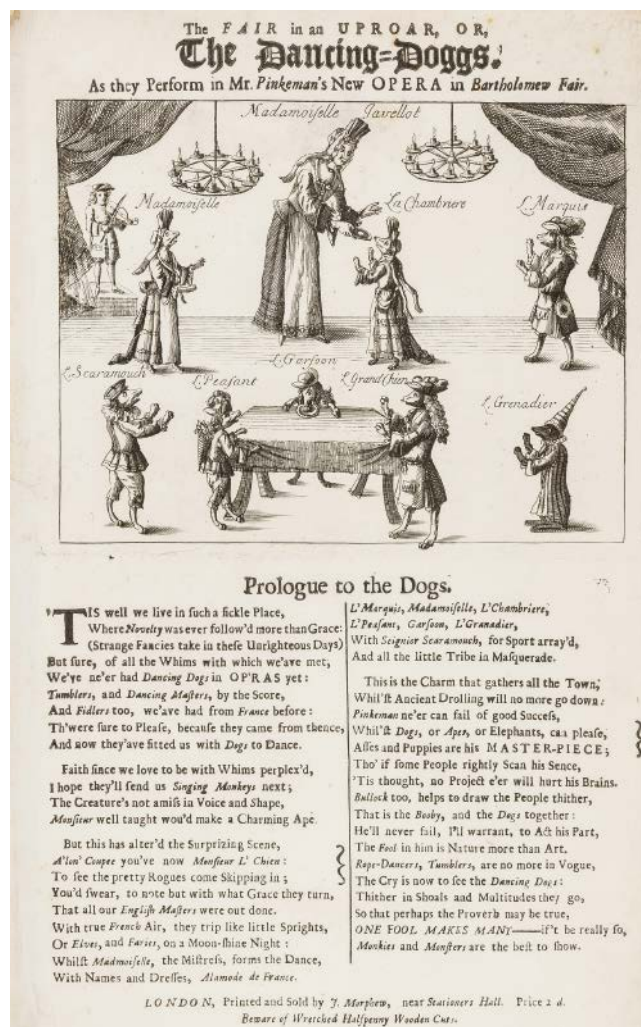 The FAIR in an UPROAR, OR,
The Dancing=Doggs.
As they Perform in Mr. Pinkeman's New OPERA in Bartholomew Fair.
Madamoiſelle Javellot
Madamoiſelle
La Chambriere
L. Marquis
L. Scaramouch
L. Peaſant
L. Garſoon
L. Grand Chien
L. Grenadier
Prologue to the Dogs.
'TIS well we live in ſuch a fickle Place,
Where Novelty was ever follow'd more than Grace:
(Strange Fancies take in theſe Unrighteous Days)
But ſure, of all the Whims with which we'ave met,
We've ne'er had Dancing Dogs in OP'RAS yet:
Tumblers, and Dancing Maſters, by the Score,
And Fidlers too, we'ave had from France before:
Th'were ſure to Pleaſe, becauſe they came from thence,
And now they'ave fitted us with Dogs to Dance.
Faith ſince we love to be with Whims perplex'd,
I hope they'll ſend us Singing Monkeys next;
The Creature's not amiſs in Voice and Shape,
Monſieur well taught wou'd make a Charming Ape.
But this has alter'd the Surprizing Scene,
A'lon' Coupee you've now Monſieur L' Chien:
To ſee the pretty Rogues come Skipping in;
You'd ſwear, to note but with what Grace they turn,
That all our Engliſh Maſters were out done.
With true French Air, they trip like little Sprights,
Or Elves, and Faries, on a Moon-ſhine Night:
Whilſt Madmoiſelle, the Miſtreſs, forms the Dance,
With Names and Dreſſes, Alamode de France.
L'Marquis, Madamoiſelle, L'Chambriere,
L'Peaſant, Garſoon, L'Granadier,
With Seignior Scaramouch, for Sport array'd,
And all the little Tribe in Maſquerade.
This is the Charm that gathers all the Town,
Whil'ſt Ancient Drolling will no more go down:
Pinkeman ne'er can fail of good Succeſs,
Whil'ſt Dogs, or Apes, or Elephants, can pleaſe,
Aſſes and Puppies are his MASTER-PIECE;
Tho' if ſome People rightly Scan his Sence,
'Tis thought, no Project e'er will hurt his Brains.
Bullock too, helps to draw the People thither,
That is the Booby, and the Dogs together:
He'll never fail, I'll warrant, to Act his Part,
The Fool in him is Nature more than Art.
Rope-Dancers, Tumblers, are no more in Vogue,
The Cry is now to ſee the Dancing Dogs:
Thither in Shoals and Multitudes they go,
So that perhaps the Proverb may be true,
ONE FOOL MAKES MANY——if't be really ſo,
Monkies and Monſters are the beſt to ſhow.
LONDON, Printed and Sold by J. Morphew, near Stationers Hall. Price 2 d.
Beware of Wretched Halfpenny Wooden Cuts.